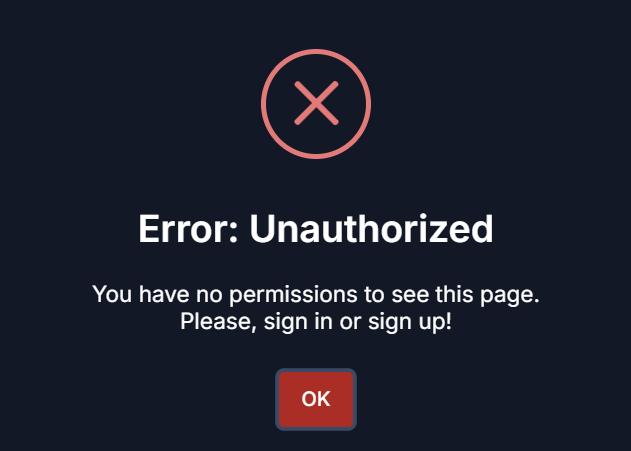 Error: Unauthorized
You have no permissions to see this page.
Please, sign in or sign up!
OK